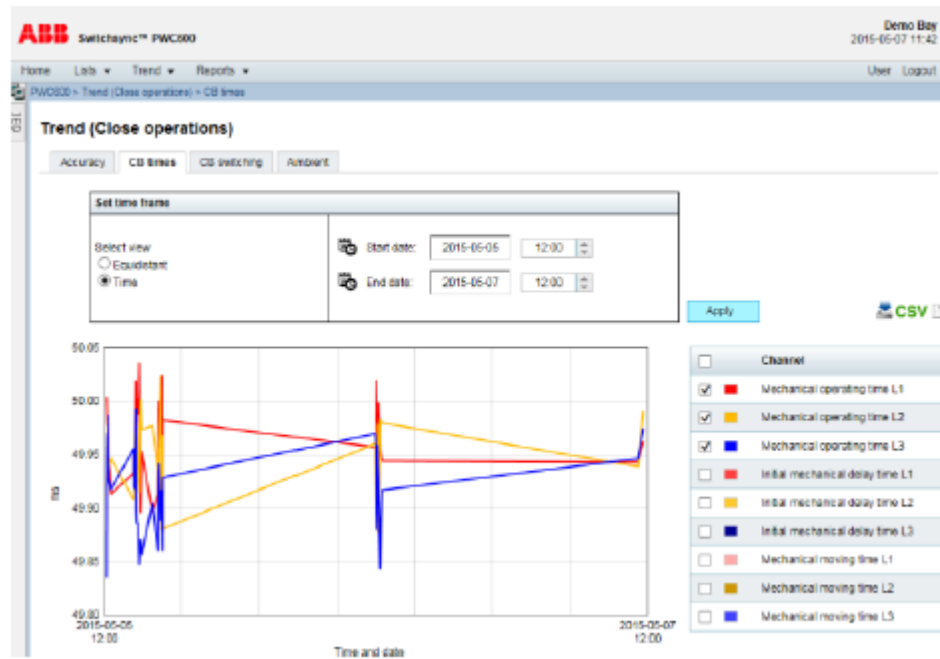 ABB Switchsync™ PWC600
Demo Bay
2015-05-07 11:42
Home Lists Trend Reports User Logout
PWC600 > Trend (Close operations) > CB times
Trend (Close operations)
Accuracy CB times CB switching Ambient
Set time frame
Select view
Equidistant
Time
Start date: 2015-05-05 12:00
End date: 2015-05-07 12:00
Apply
CSV
50.05
50.00
49.95
49.90
49.85
49.80
ms
2015-05-05
12:00
2015-05-07
12:00
Time and date
Channel
Mechanical operating time L1
Mechanical operating time L2
Mechanical operating time L3
Initial mechanical delay time L1
Initial mechanical delay time L2
Initial mechanical delay time L3
Mechanical moving time L1
Mechanical moving time L2
Mechanical moving time L3